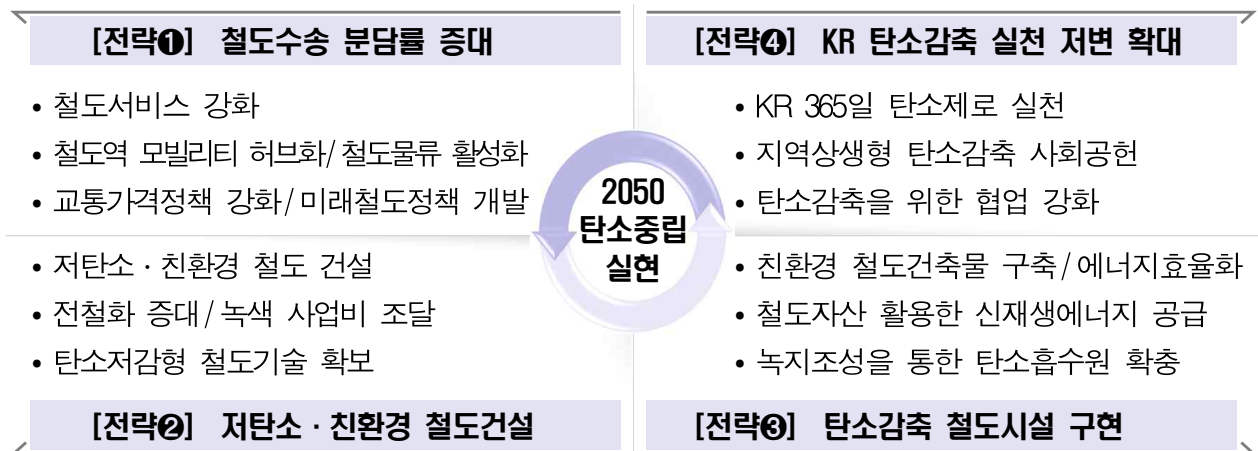 [전략❶] 철도수송 분담률 증대
• 철도서비스 강화
• 철도역 모빌리티 허브화/철도물류 활성화
• 교통가격정책 강화/미래철도정책 개발
[전략❹] KR 탄소감축 실천 저변 확대
• KR 365일 탄소제로 실천
• 지역상생형 탄소감축 사회공헌
• 탄소감축을 위한 협업 강화
2050
탄소중립
실현
• 저탄소 · 친환경 철도 건설
• 전철화 증대/녹색 사업비 조달
• 탄소저감형 철도기술 확보
[전략❷] 저탄소 · 친환경 철도건설
• 친환경 철도건축물 구축/에너지효율화
• 철도자산 활용한 신재생에너지 공급
• 녹지조성을 통한 탄소흡수원 확충
[전략❸] 탄소감축 철도시설 구현